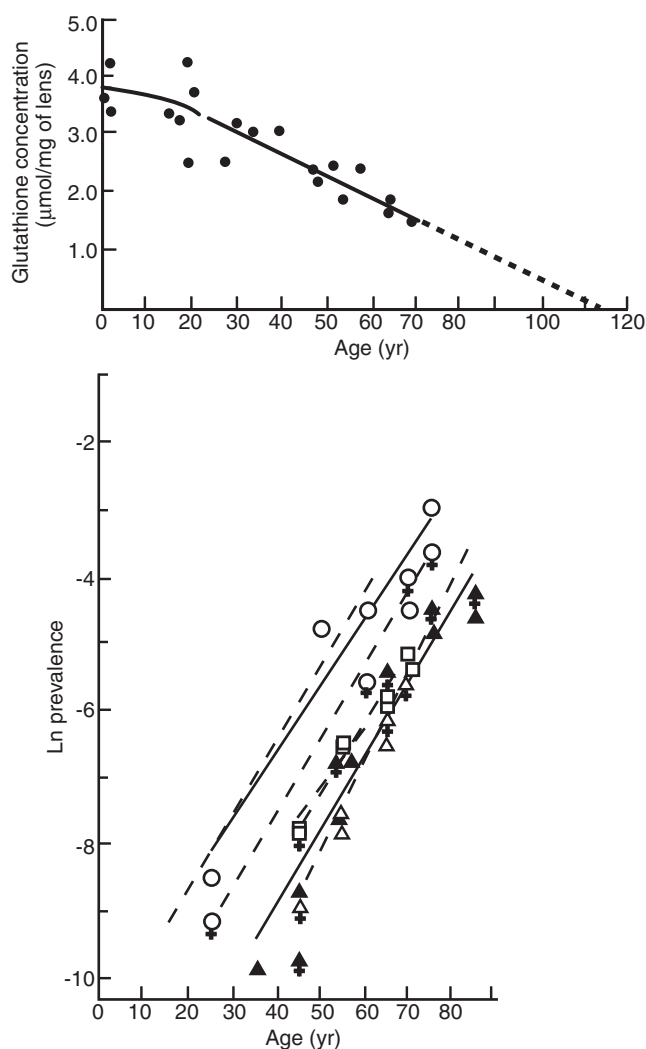 5.0
4.0
3.0
2.0
1.0
Glutathione concentration
(μmol/mg of lens)
0 10 20 30 40 50 60 70 80 100 120
Age (yr)
-2
-4
-6
-8
-10
Ln prevalence
0 10 20 30 40 50 60 70 80
Age (yr)